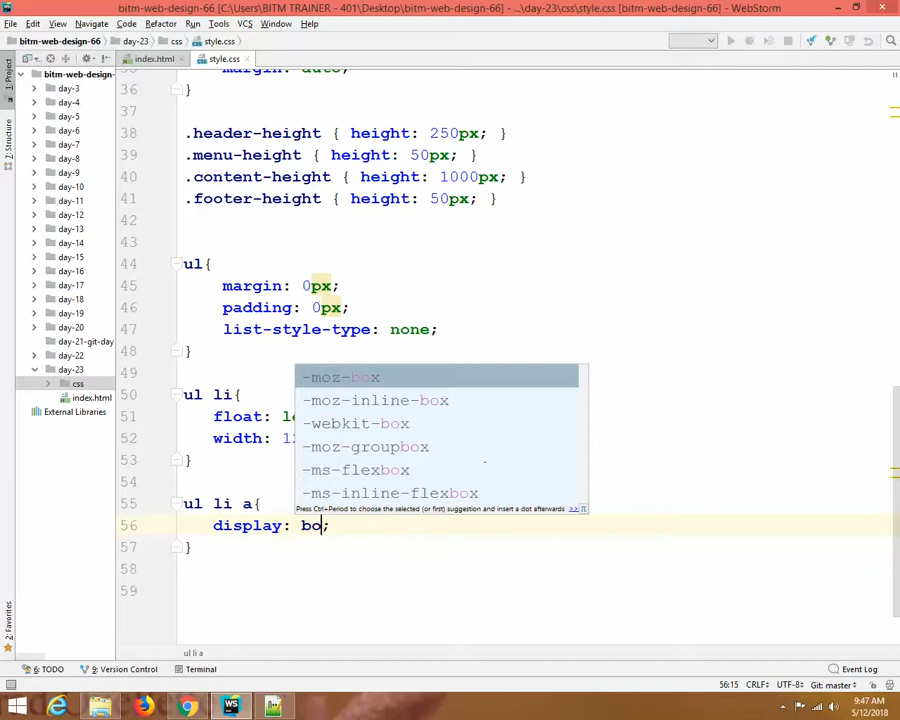 bitm-web-design-66 [C:\Users\BITM TRAINER - 401\Desktop\bitm-web-design-66] - ...\day-23\css\style.css [bitm-web-design-66] - WebStorm
File Edit View Navigate Code Refactor Run Tools VCS Window Help
bitm-web-design-66 day-23 css style.css
1: Project
7: Structure
2: Favorites
index.html style.css
bitm-web-design-
day-3
day-4
day-5
day-6
day-7
day-8
day-9
day-10
day-11
day-12
day-13
day-14
day-15
day-16
day-17
day-18
day-19
day-20
day-21-git-day
day-22
day-23
css
index.html
External Libraries
margin: auto;
36 }
37
38 .header-height { height: 250px; }
39 .menu-height { height: 50px; }
40 .content-height { height: 1000px; }
41 .footer-height { height: 50px; }
42
43
44 ul{
45 margin: 0px;
46 padding: 0px;
47 list-style-type: none;
48 }
49
50 ul li{
51 float:
52 width:
53 }
54
55 ul li a{
56 display: bo;
57 }
58
59
-moz-box
-moz-inline-box
-webkit-box
-moz-groupbox
-ms-flexbox
-ms-inline-flexbox
Press Ctrl+Period to choose the selected (or first) suggestion and insert a dot afterwards >> π
ul li a
6: TODO 9: Version Control Terminal Event Log
56:15 CRLF÷ UTF-8÷ Git: master÷
WS
9:47 AM
5/12/2018